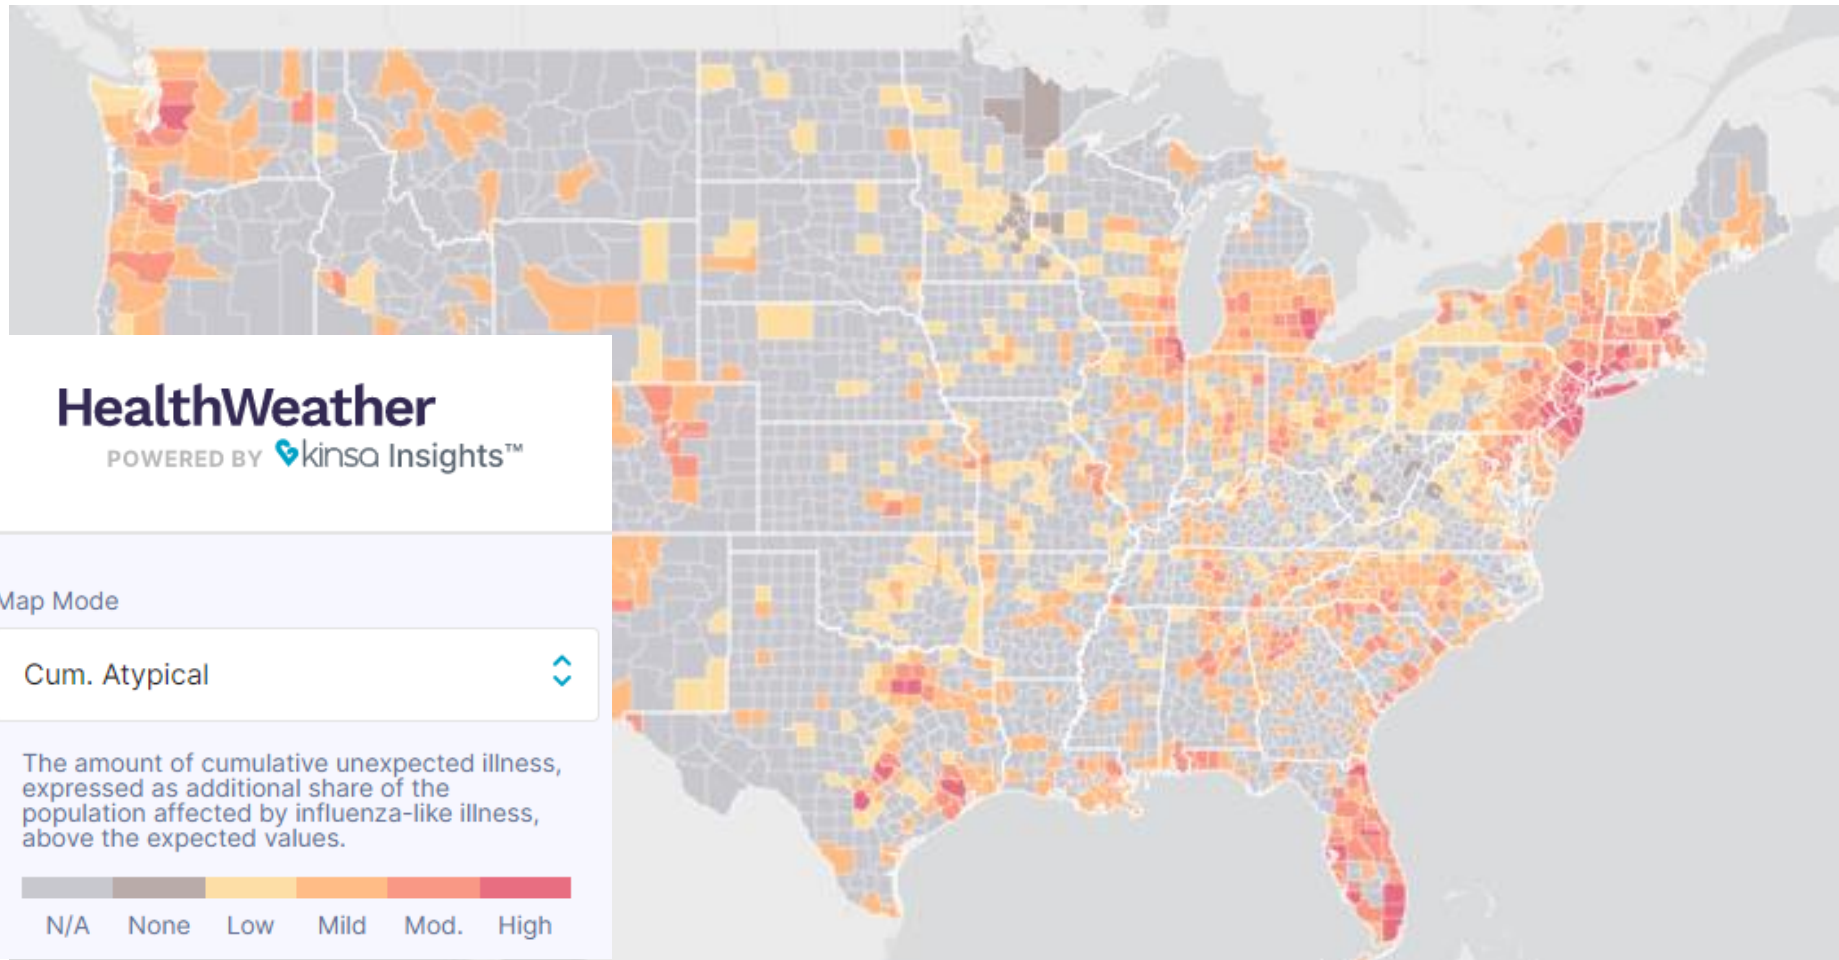 HealthWeather
POWERED BY kinsa Insights™
Map Mode
Cum. Atypical
The amount of cumulative unexpected illness,
expressed as additional share of the
population affected by influenza-like illness,
above the expected values.
N/A None Low Mild Mod. High